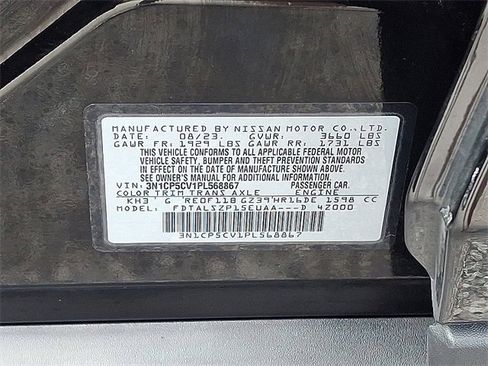 MANUFACTURED BY NISSAN MOTOR CO., LTD.
DATE: 08/23 GVWR: 3660 LBS
GAWR FR: 1929 LBS GAWR RR: 1731 LBS
THIS VEHICLE CONFORMS TO ALL APPLICABLE FEDERAL MOTOR
VEHICLE SAFETY, BUMPER AND THEFT PREVENTION STANDARDS IN
EFFECT ON THE DATE OF MANUFACTURE SHOWN ABOVE.
SEE OWNER'S MANUAL FOR ADDITIONAL INFORMATION
VIN: 3N1CP5CV1PL568867 PASSENGER CAR.
COLOR TRIM TRANS AXLE ENGINE
KH3 G RE0F11B GZ39 HR16DE 1598 CC
MODEL: FDTALSZP15EUAA---D 42000
3N1CP5CV1PL568867